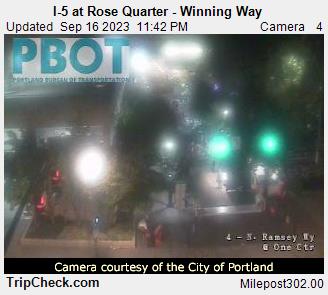 I-5 at Rose Quarter - Winning Way
Updated Sep 16 2023 11:42 PM Camera 4
PBOT
PORTLAND BUREAU OF TRANSPORTATION
4 - N. Ramsey Wy
@ One Ctr
Camera courtesy of the City of Portland
TripCheck.com Milepost302.00